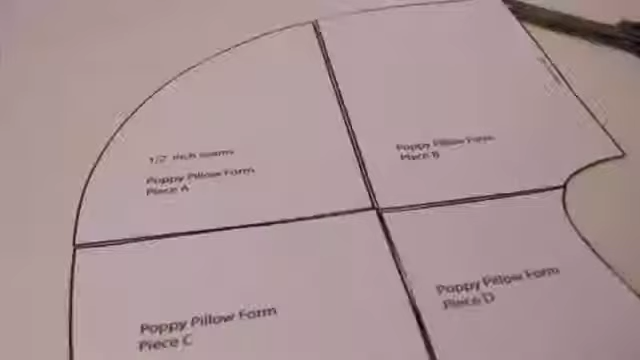 1/2" inch seams
Poppy Pillow Form
Piece A
Poppy Pillow Form
Piece B
Poppy Pillow Form
Piece C
Poppy Pillow Form
Piece D